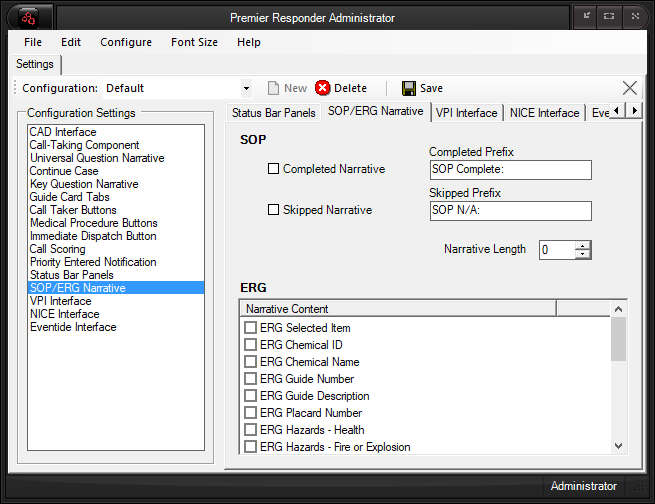 Premier Responder Administrator
File Edit Configure Font Size Help
Settings
Configuration: Default New Delete Save
Configuration Settings
CAD Interface
Call-Taking Component
Universal Question Narrative
Continue Case
Key Question Narrative
Guide Card Tabs
Call Taker Buttons
Medical Procedure Buttons
Immediate Dispatch Button
Call Scoring
Priority Entered Notification
Status Bar Panels
SOP/ERG Narrative
VPI Interface
NICE Interface
Eventide Interface
Status Bar Panels SOP/ERG Narrative VPI Interface NICE Interface Eve
SOP
Completed Narrative
Completed Prefix
SOP Complete:
Skipped Narrative
Skipped Prefix
SOP N/A:
Narrative Length 0
ERG
Narrative Content
ERG Selected Item
ERG Chemical ID
ERG Chemical Name
ERG Guide Number
ERG Guide Description
ERG Placard Number
ERG Hazards - Health
ERG Hazards - Fire or Explosion
Administrator